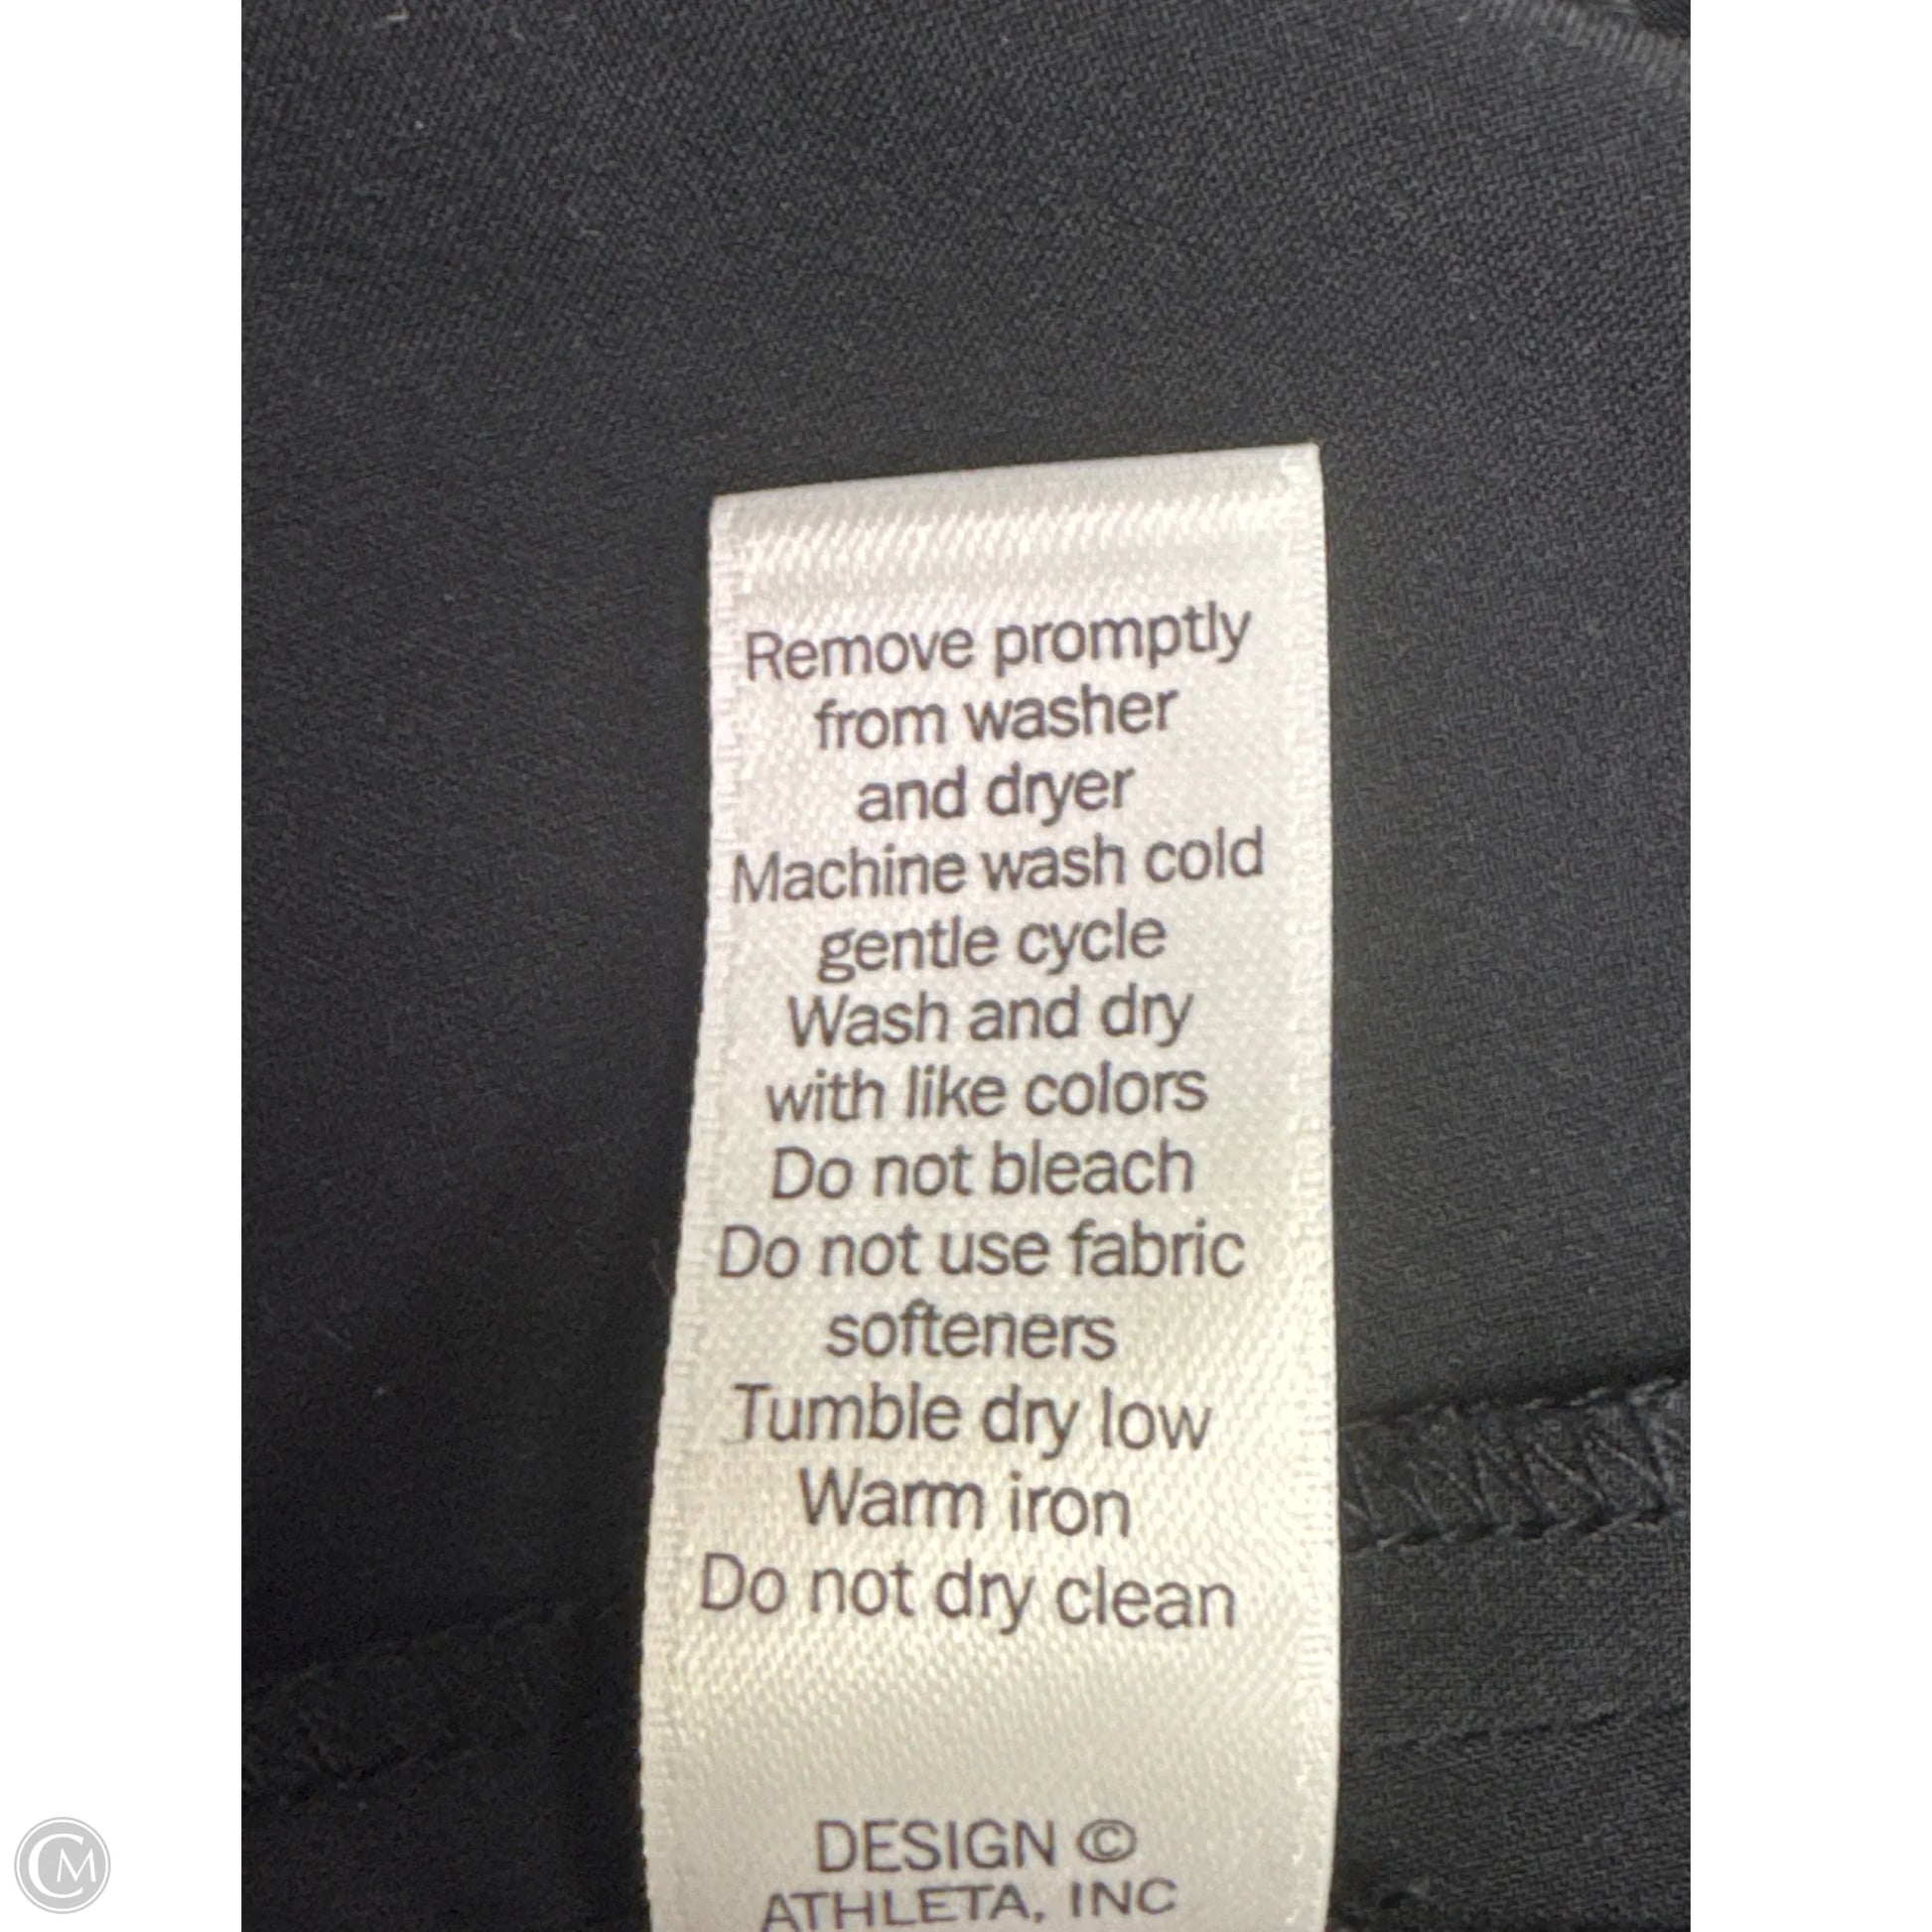 Remove promptly
from washer
and dryer
Machine wash cold
gentle cycle
Wash and dry
with like colors
Do not bleach
Do not use fabric
softeners
Tumble dry low
Warm iron
Do not dry clean
DESIGN ©
ATHLETA, INC
CM